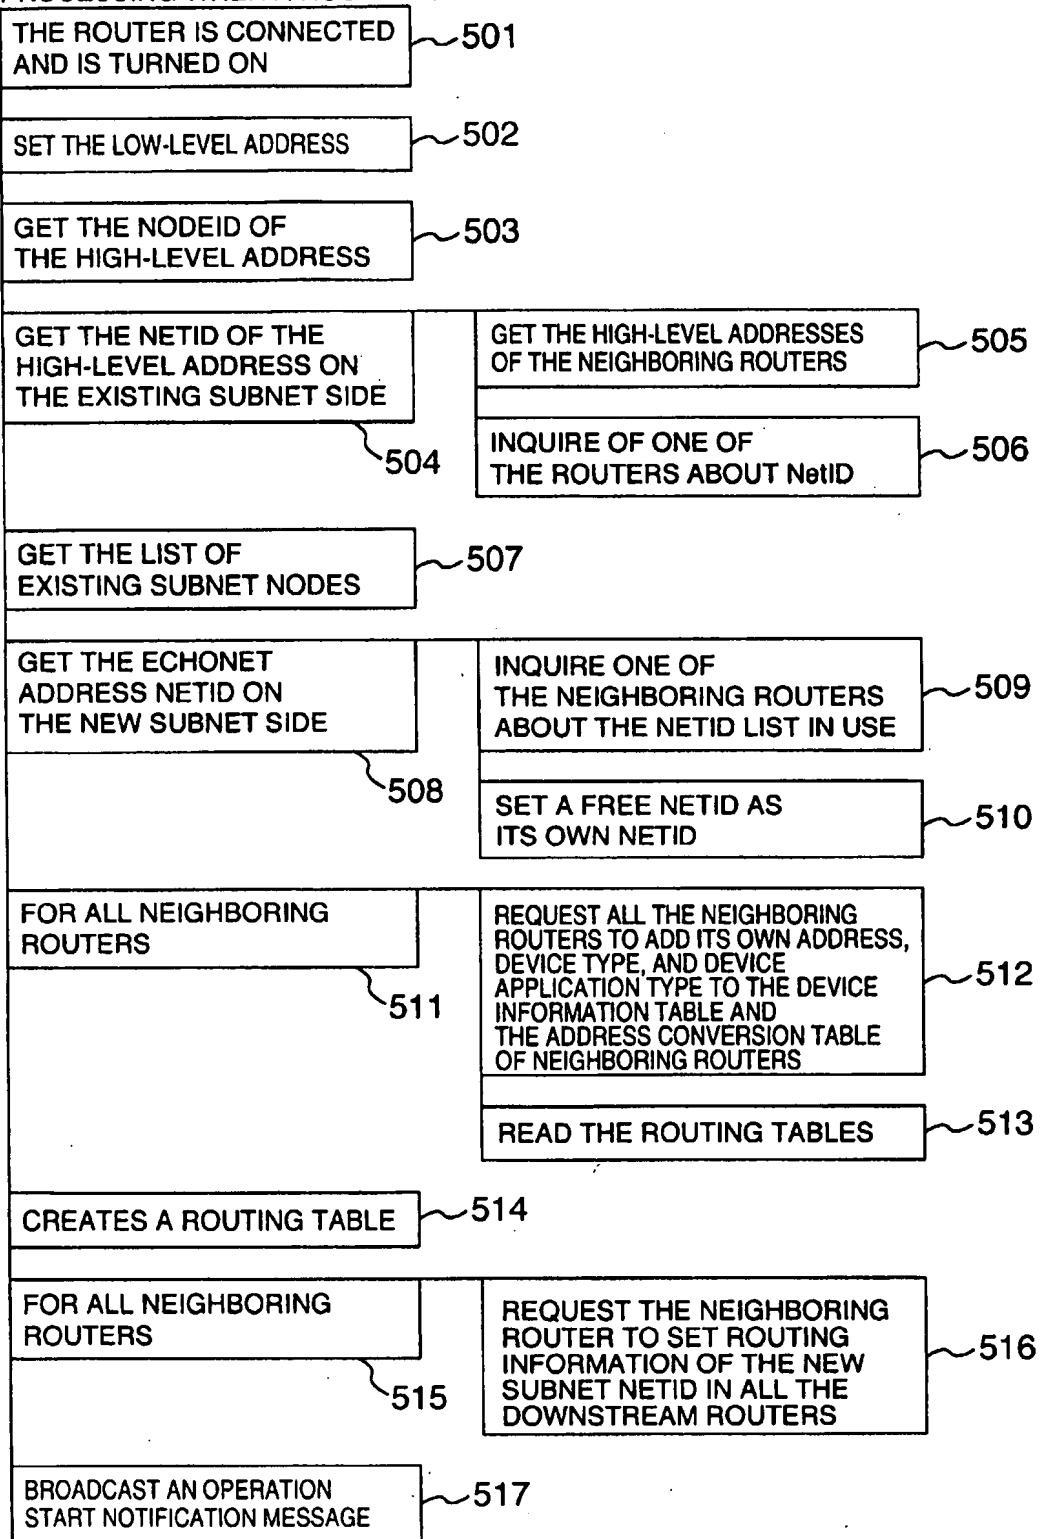 THE ROUTER IS CONNECTED
AND IS TURNED ON
501
SET THE LOW-LEVEL ADDRESS
502
GET THE NODEID OF
THE HIGH-LEVEL ADDRESS
503
GET THE NETID OF THE
HIGH-LEVEL ADDRESS ON
THE EXISTING SUBNET SIDE
504
GET THE HIGH-LEVEL ADDRESSES
OF THE NEIGHBORING ROUTERS
505
INQUIRE OF ONE OF
THE ROUTERS ABOUT NetID
506
GET THE LIST OF
EXISTING SUBNET NODES
507
GET THE ECHONET
ADDRESS NETID ON
THE NEW SUBNET SIDE
508
INQUIRE ONE OF
THE NEIGHBORING ROUTERS
ABOUT THE NETID LIST IN USE
509
SET A FREE NETID AS
ITS OWN NETID
510
FOR ALL NEIGHBORING
ROUTERS
511
REQUEST ALL THE NEIGHBORING
ROUTERS TO ADD ITS OWN ADDRESS,
DEVICE TYPE, AND DEVICE
APPLICATION TYPE TO THE DEVICE
INFORMATION TABLE AND
THE ADDRESS CONVERSION TABLE
OF NEIGHBORING ROUTERS
512
READ THE ROUTING TABLES
513
CREATES A ROUTING TABLE
514
FOR ALL NEIGHBORING
ROUTERS
515
REQUEST THE NEIGHBORING
ROUTER TO SET ROUTING
INFORMATION OF THE NEW
SUBNET NETID IN ALL THE
DOWNSTREAM ROUTERS
516
BROADCAST AN OPERATION
START NOTIFICATION MESSAGE
517